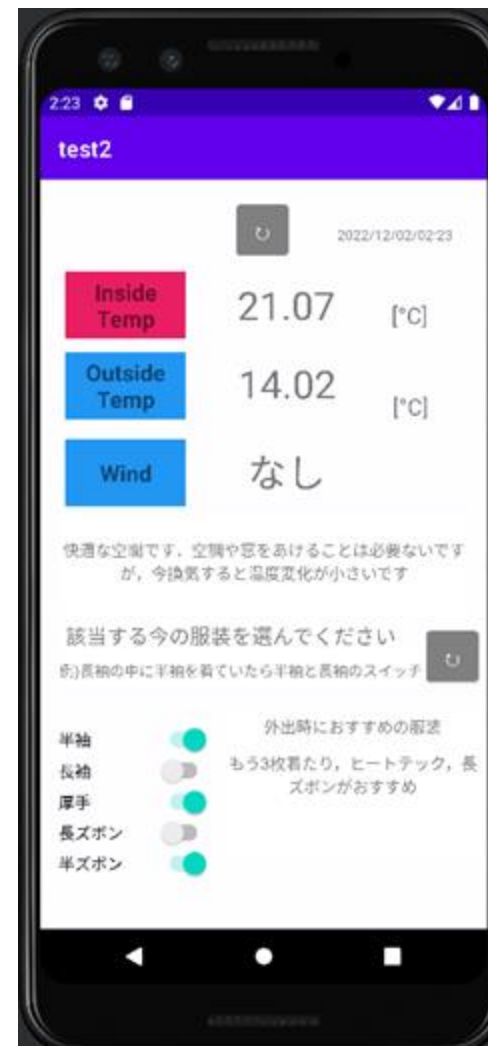 2:23
test2
↻
2022/12/02/02:23
Inside
Temp
21.07
[°C]
Outside
Temp
14.02
[°C]
Wind
なし
快適な空間です．空調や窓をあけることは必要ないです
が，今換気すると温度変化が小さいです
該当する今の服装を選んでください
例)長袖の中に半袖を着ていたら半袖と長袖のスイッチ
↻
半袖
長袖
厚手
長ズボン
半ズボン
外出時におすすめの服装
もう3枚着たり，ヒートテック，長
ズボンがおすすめ